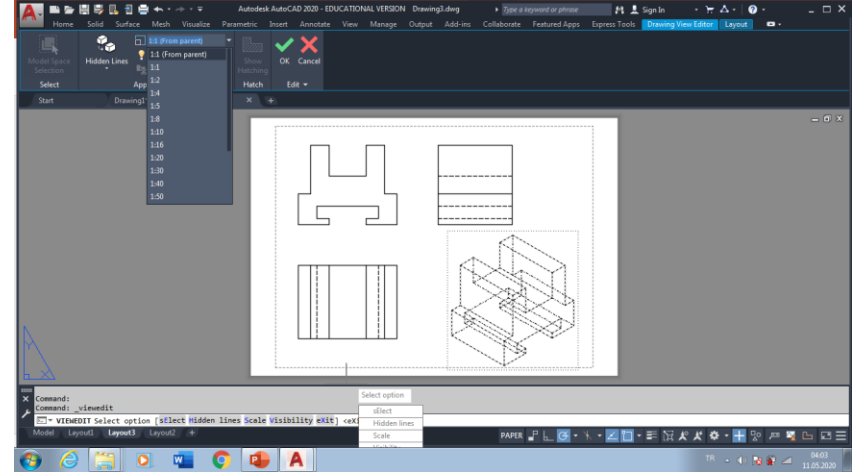 Autodesk AutoCAD 2020 - EDUCATIONAL VERSION Drawing3.dwg
Type a keyword or phrase
Sign In
Home Solid Surface Mesh Visualize Parametric Insert Annotate View Manage Output Add-ins Collaborate Featured Apps Express Tools Drawing View Editor Layout
1:1 (From parent)
1:1 (From parent)
1:1
1:2
1:4
1:5
1:8
1:10
1:16
1:20
1:30
1:40
1:50
Model Space
Selection
Hidden Lines
Show
Hatching
OK Cancel
Select App Hatch Edit
Start Drawing1
Command:
Command: _viewedit
VIEWEDIT Select option [sElect Hidden lines Scale Visibility eXit] <eXi
Select option
sElect
Hidden lines
Scale
Visibility
Model Layout1 Layout3 Layout2 +
PAPER
TR
04:03
11.05.2020